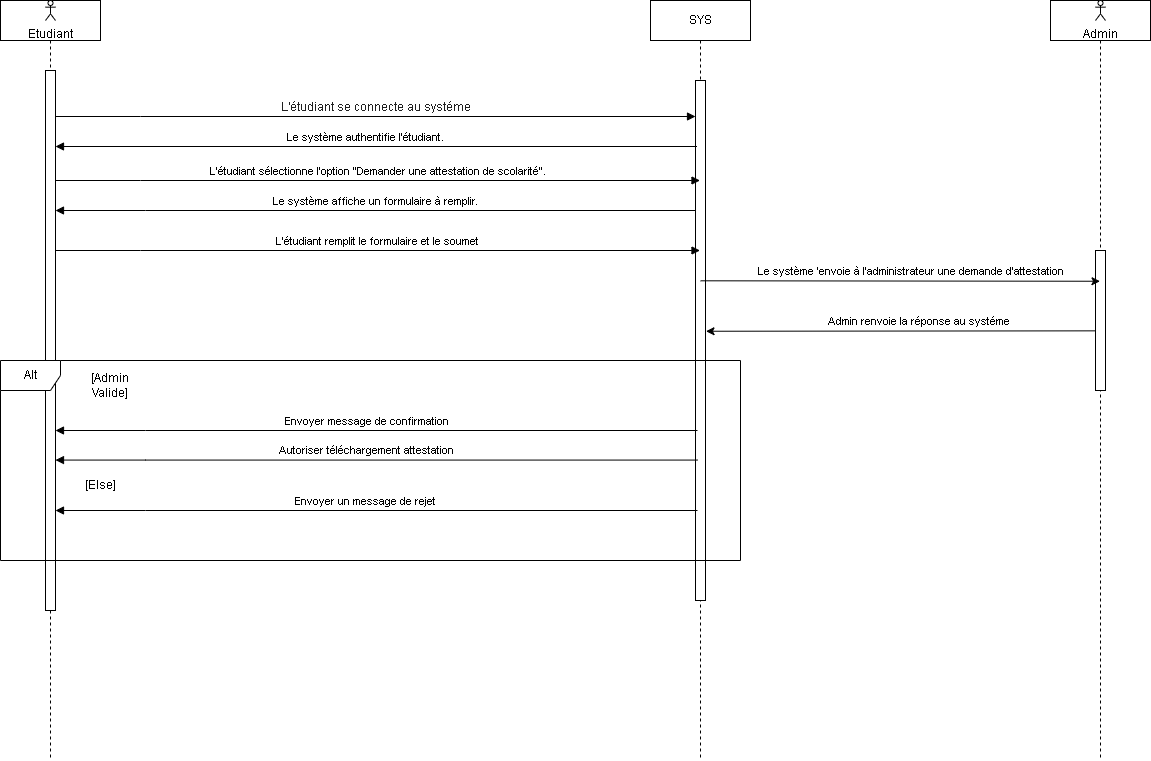 Etudiant
SYS
Admin
L'étudiant se connecte au systéme
Le système authentifie l'étudiant.
L'étudiant sélectionne l'option "Demander une attestation de scolarité".
Le système affiche un formulaire à remplir.
L'étudiant remplit le formulaire et le soumet
Le système 'envoie à l'administrateur une demande d'attestation
Admin renvoie la réponse au systéme
Alt
[Admin
Valide]
Envoyer message de confirmation
Autoriser téléchargement attestation
[Else]
Envoyer un message de rejet